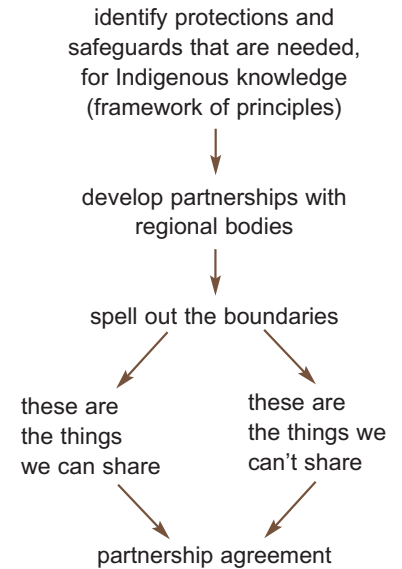 identify protections and
safeguards that are needed,
for Indigenous knowledge
(framework of principles)
develop partnerships with
regional bodies
spell out the boundaries
these are
the things
we can share
these are
the things we
can't share
partnership agreement